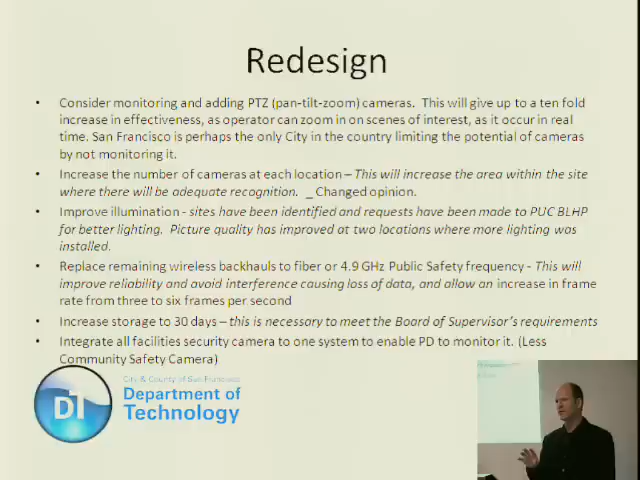 Redesign
• Consider monitoring and adding PTZ (pan-tilt-zoom) cameras. This will give up to a ten fold
increase in effectiveness, as operator can zoom in on scenes of interest, as it occur in real
time. San Francisco is perhaps the only City in the country limiting the potential of cameras
by not monitoring it.
• Increase the number of cameras at each location – This will increase the area within the site
where there will be adequate recognition. _ Changed opinion.
• Improve illumination - sites have been identified and requests have been made to PUC BLHP
for better lighting. Picture quality has improved at two locations where more lighting was
installed.
• Replace remaining wireless backhauls to fiber or 4.9 GHz Public Safety frequency - This will
improve reliability and avoid interference causing loss of data, and allow an increase in frame
rate from three to six frames per second
• Increase storage to 30 days – this is necessary to meet the Board of Supervisor's requirements
• Integrate all facilities security camera to one system to enable PD to monitor it. (Less
Community Safety Camera)
DT
City & County of San Francisco
Department of
Technology